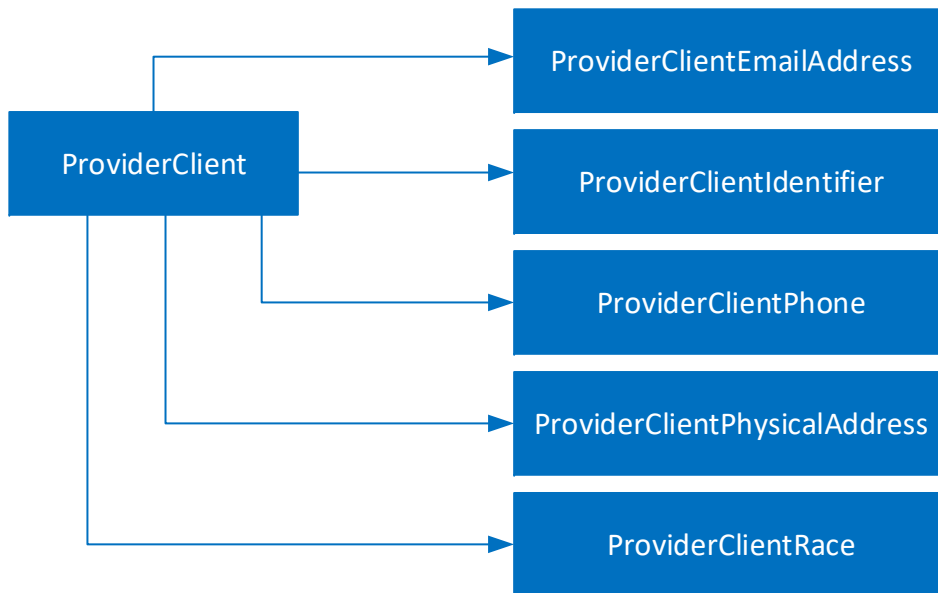 ProviderClientEmailAddress
ProviderClient
ProviderClientIdentifier
ProviderClientPhone
ProviderClientPhysicalAddress
ProviderClientRace